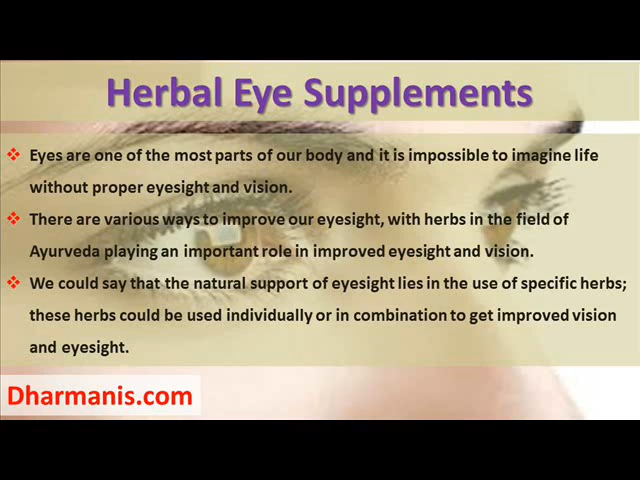 Herbal Eye Supplements
Eyes are one of the most parts of our body and it is impossible to imagine life
without proper eyesight and vision.
There are various ways to improve our eyesight, with herbs in the field of
Ayurveda playing an important role in improved eyesight and vision.
We could say that the natural support of eyesight lies in the use of specific herbs;
these herbs could be used individually or in combination to get improved vision
and eyesight.
Dharmanis.com